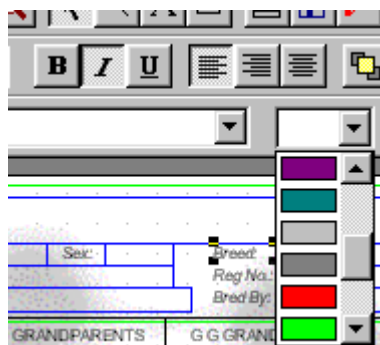 B I U
Sex: Breed:
Reg No.:
Bred By:
GRANDPARENTS G G GRAND